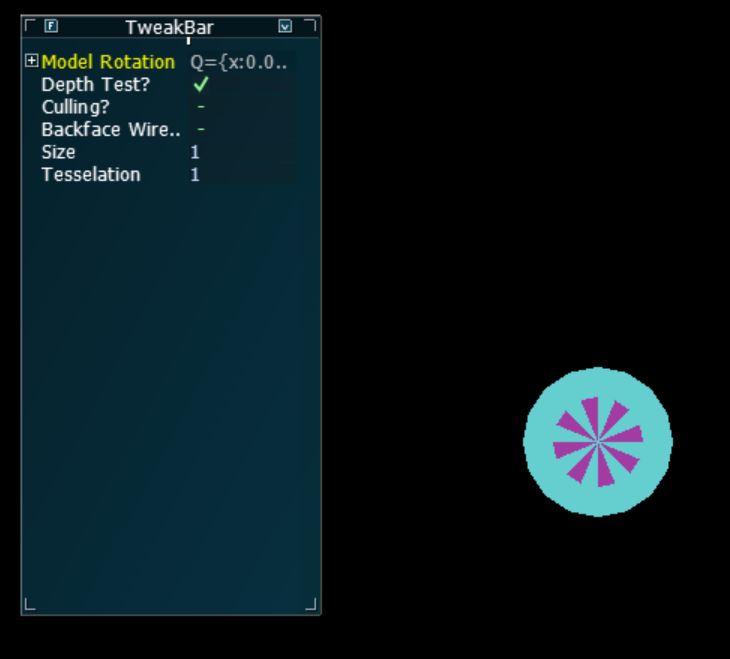 F TweakBar v
Model Rotation Q={x:0.0..
Depth Test? ✓
Culling? -
Backface Wire.. -
Size 1
Tesselation 1